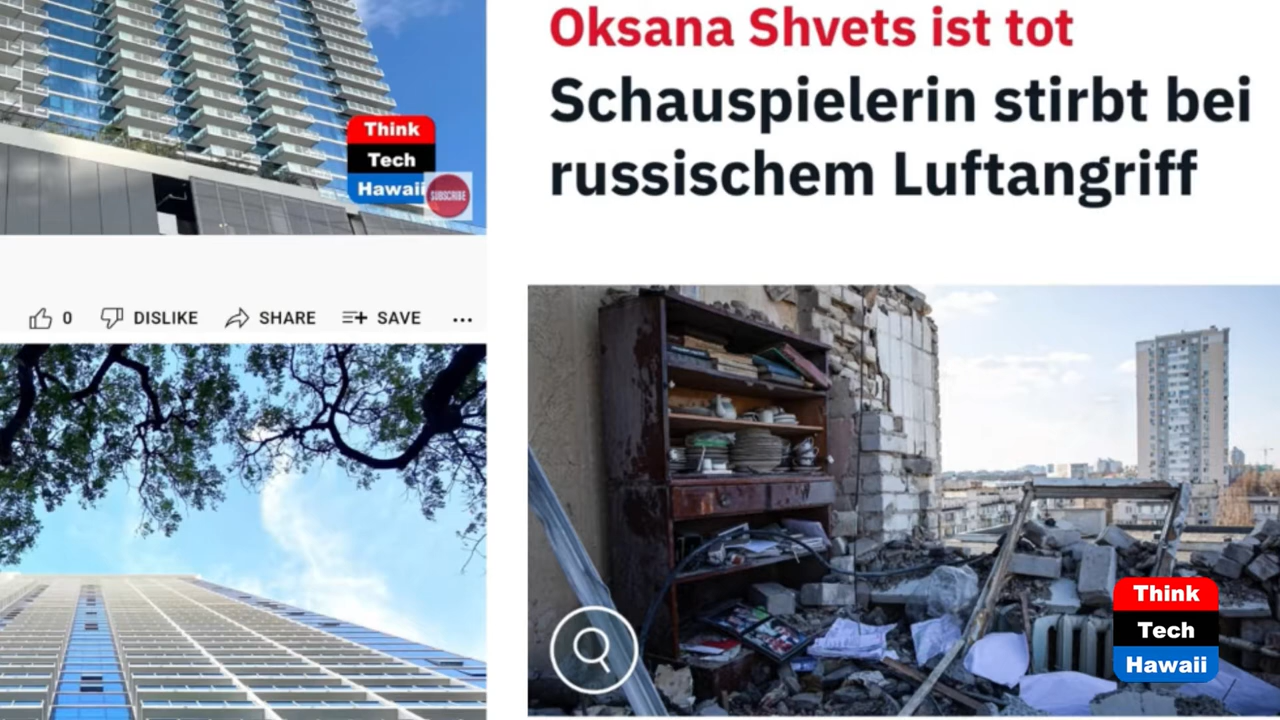 Oksana Shvets ist tot
Schauspielerin stirbt bei
russischem Luftangriff
Think
Tech
Hawaii
SUBSCRIBE
0
DISLIKE
SHARE
SAVE
Think
Tech
Hawaii